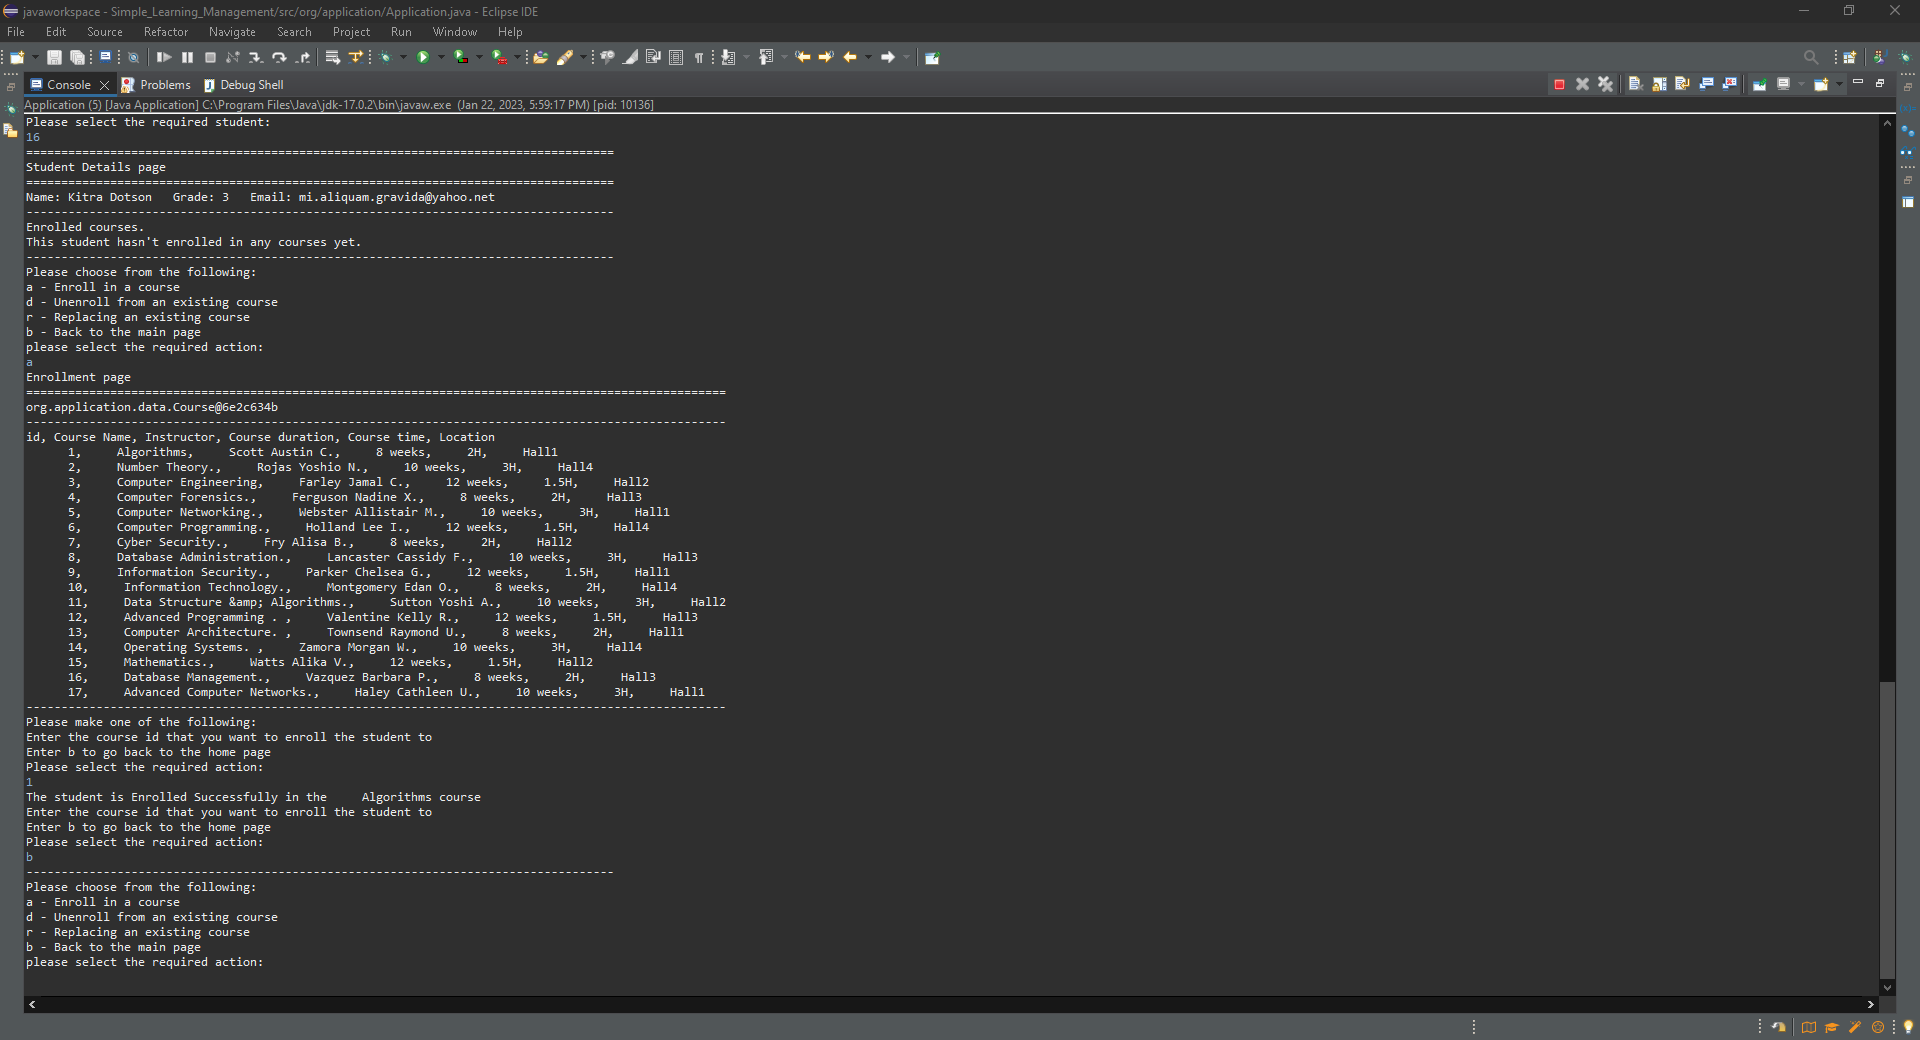 javaworkspace - Simple_Learning_Management/src/org/application/Application.java - Eclipse IDE
File Edit Source Refactor Navigate Search Project Run Window Help
Console Problems Debug Shell
Application (5) [Java Application] C:\Program Files\Java\jdk-17.0.2\bin\javaw.exe (Jan 22, 2023, 5:59:17 PM) [pid: 10136]
Please select the required student:
16
====================================================================================
Student Details page
====================================================================================
Name: Kitra Dotson   Grade: 3   Email: mi.aliquam.gravida@yahoo.net
------------------------------------------------------------------------------------
Enrolled courses.
This student hasn't enrolled in any courses yet.
------------------------------------------------------------------------------------
Please choose from the following:
a - Enroll in a course
d - Unenroll from an existing course
r - Replacing an existing course
b - Back to the main page
please select the required action:
a
Enrollment page
====================================================================================================
org.application.data.Course@6e2c634b
----------------------------------------------------------------------------------------------------
id, Course Name, Instructor, Course duration, Course time, Location
1,     Algorithms,     Scott Austin C.,     8 weeks,     2H,     Hall1
2,     Number Theory.,     Rojas Yoshio N.,     10 weeks,     3H,     Hall4
3,     Computer Engineering,     Farley Jamal C.,     12 weeks,     1.5H,     Hall2
4,     Computer Forensics.,     Ferguson Nadine X.,     8 weeks,     2H,     Hall3
5,     Computer Networking.,     Webster Allistair M.,     10 weeks,     3H,     Hall1
6,     Computer Programming.,     Holland Lee I.,     12 weeks,     1.5H,     Hall4
7,     Cyber Security.,     Fry Alisa B.,     8 weeks,     2H,     Hall2
8,     Database Administration.,     Lancaster Cassidy F.,     10 weeks,     3H,     Hall3
9,     Information Security.,     Parker Chelsea G.,     12 weeks,     1.5H,     Hall1
10,     Information Technology.,     Montgomery Edan O.,     8 weeks,     2H,     Hall4
11,     Data Structure &amp; Algorithms.,     Sutton Yoshi A.,     10 weeks,     3H,     Hall2
12,     Advanced Programming . ,     Valentine Kelly R.,     12 weeks,     1.5H,     Hall3
13,     Computer Architecture. ,     Townsend Raymond U.,     8 weeks,     2H,     Hall1
14,     Operating Systems. ,     Zamora Morgan W.,     10 weeks,     3H,     Hall4
15,     Mathematics.,     Watts Alika V.,     12 weeks,     1.5H,     Hall2
16,     Database Management.,     Vazquez Barbara P.,     8 weeks,     2H,     Hall3
17,     Advanced Computer Networks.,     Haley Cathleen U.,     10 weeks,     3H,     Hall1
----------------------------------------------------------------------------------------------------
Please make one of the following:
Enter the course id that you want to enroll the student to
Enter b to go back to the home page
Please select the required action:
1
The student is Enrolled Successfully in the     Algorithms course
Enter the course id that you want to enroll the student to
Enter b to go back to the home page
Please select the required action:
b
------------------------------------------------------------------------------------
Please choose from the following:
a - Enroll in a course
d - Unenroll from an existing course
r - Replacing an existing course
b - Back to the main page
please select the required action: